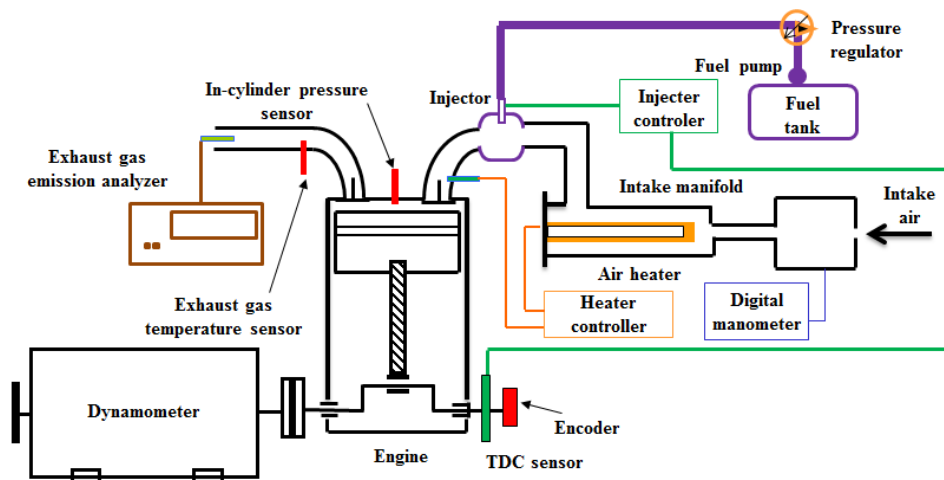 Pressure
regulator
Fuel pump
In-cylinder pressure
sensor
Injector
Injecter
controler
Fuel
tank
Exhaust gas
emission analyzer
Intake manifold
Intake
air
Air heater
Exhaust gas
temperature sensor
Heater
controller
Digital
manometer
Dynamometer
Encoder
Engine
TDC sensor